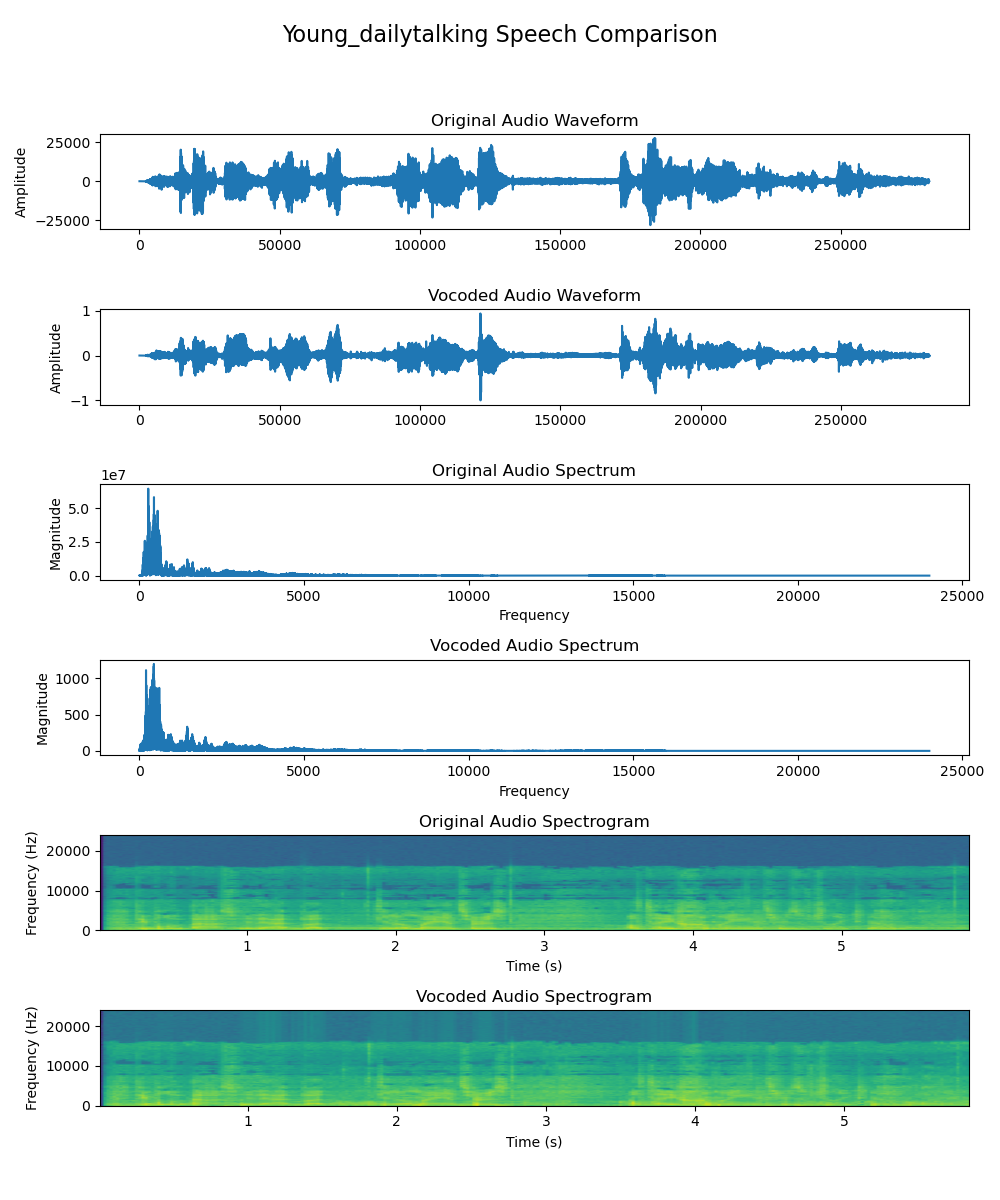 Young_dailytalking Speech Comparison
Original Audio Waveform
Amplitude
25000
0
−25000
0 50000 100000 150000 200000 250000
Vocoded Audio Waveform
Amplitude
1
0
−1
0 50000 100000 150000 200000 250000
Original Audio Spectrum
1e7
Magnitude
5.0
2.5
0.0
0 5000 10000 15000 20000 25000
Frequency
Vocoded Audio Spectrum
Magnitude
1000
500
0
0 5000 10000 15000 20000 25000
Frequency
Original Audio Spectrogram
Frequency (Hz)
20000
10000
0
1 2 3 4 5
Time (s)
Vocoded Audio Spectrogram
Frequency (Hz)
20000
10000
0
1 2 3 4 5
Time (s)